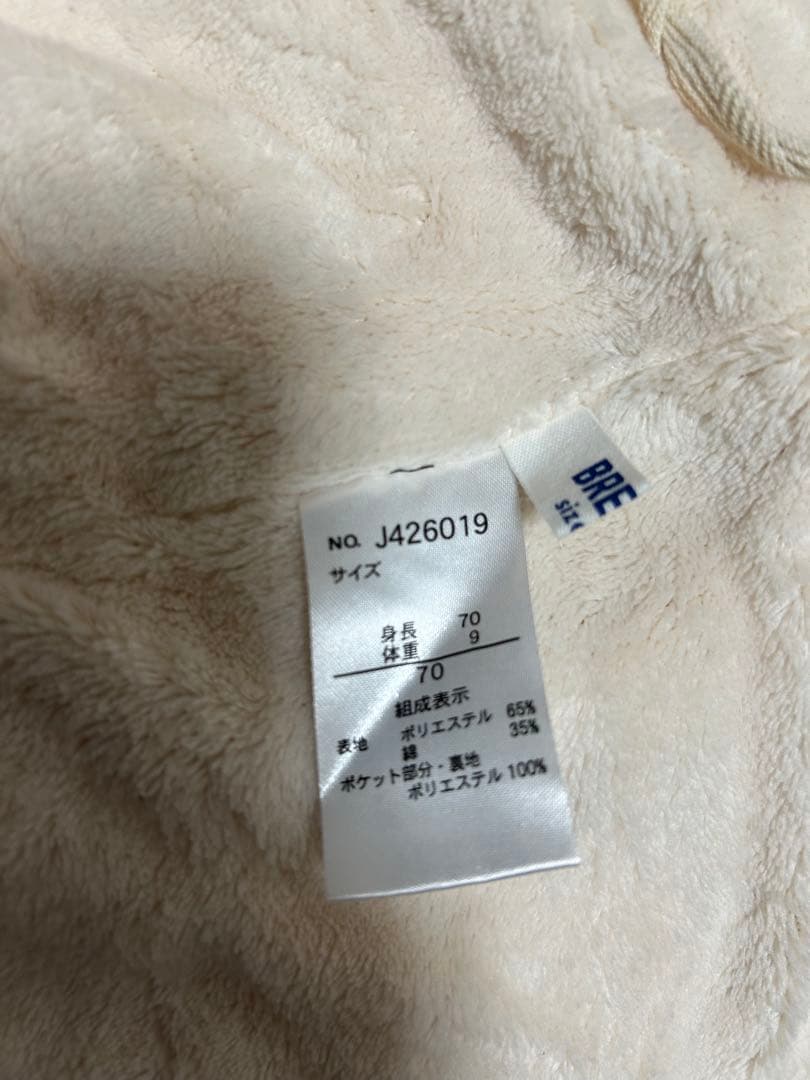 NO. J426019
サイズ
身長 70
体重 9
70
組成表示
表地 ポリエステル 65%
綿 35%
ポケット部分・裏地
ポリエステル 100%
BRE
size